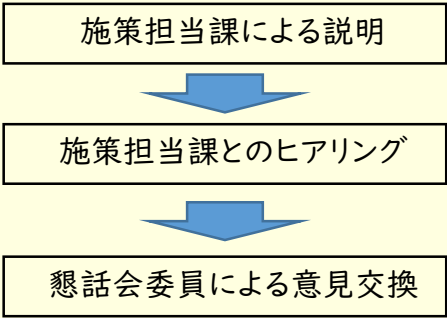 施策担当課による説明
施策担当課とのヒアリング
懇話会委員による意見交換